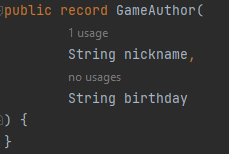 public record GameAuthor(
1 usage
String nickname,
no usages
String birthday
) {
}